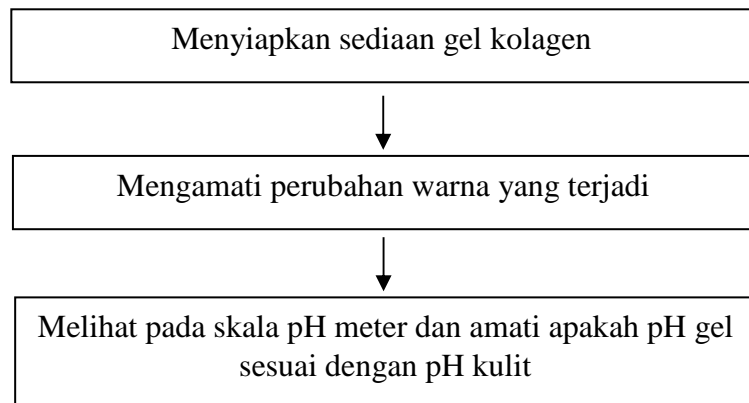 Menyiapkan sediaan gel kolagen
Mengamati perubahan warna yang terjadi
Melihat pada skala pH meter dan amati apakah pH gel
sesuai dengan pH kulit